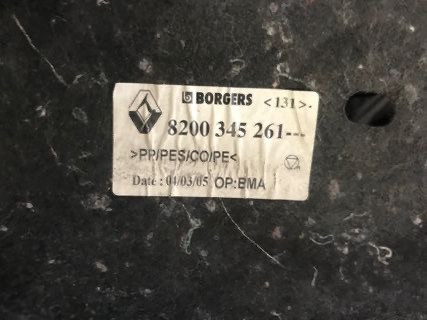 BORGERS <131>.
8200 345 261---
>PP/PES/CO/PE<
Date : 04/03/05 OP:BMA